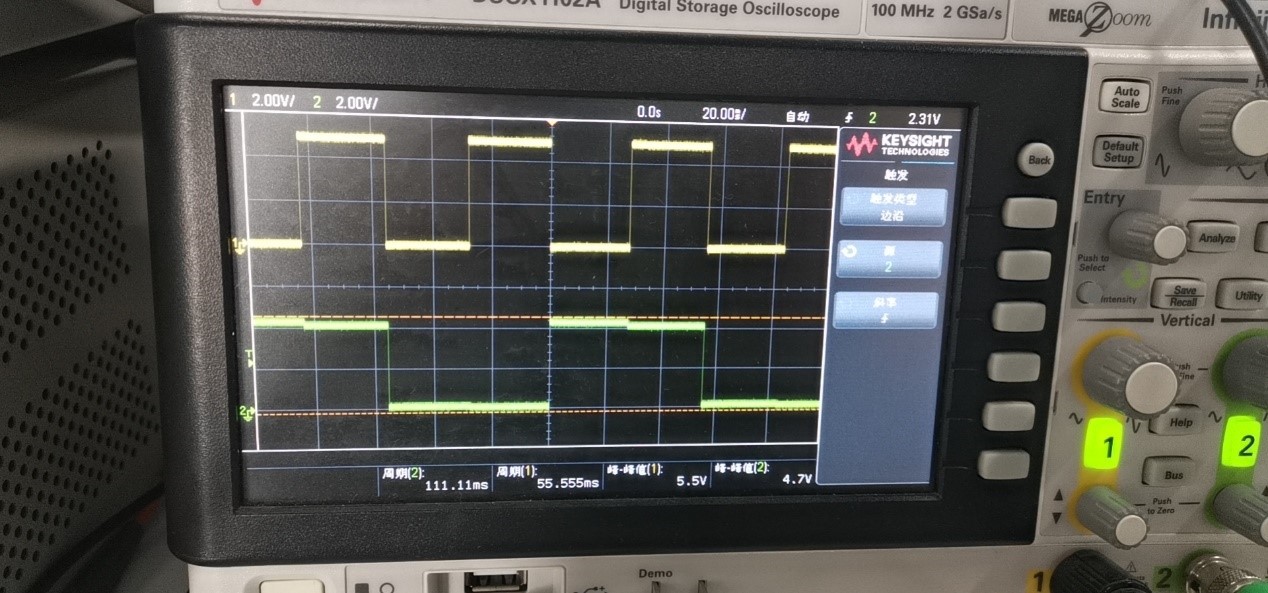 Digital Storage Oscilloscope
100 MHz 2 GSa/s
MEGA Zoom
1 2.00V/ 2 2.00V/ 0.0s 20.00ms/ 自动 2 2.31V
KEYSIGHT
TECHNOLOGIES
触发
触发类型
边沿
源
2
斜率
周期(2):
111.11ms
周期(1):
55.555ms
峰-峰值(1):
5.5V
峰-峰值(2):
4.7V
Auto
Scale
Push
Fine
Default
Setup
Back
Entry
Push to
Select
Intensity
Analyze
Save
Recall
Utility
Vertical
Help
1
2
Bus
Push
to Zero
Demo
1
2